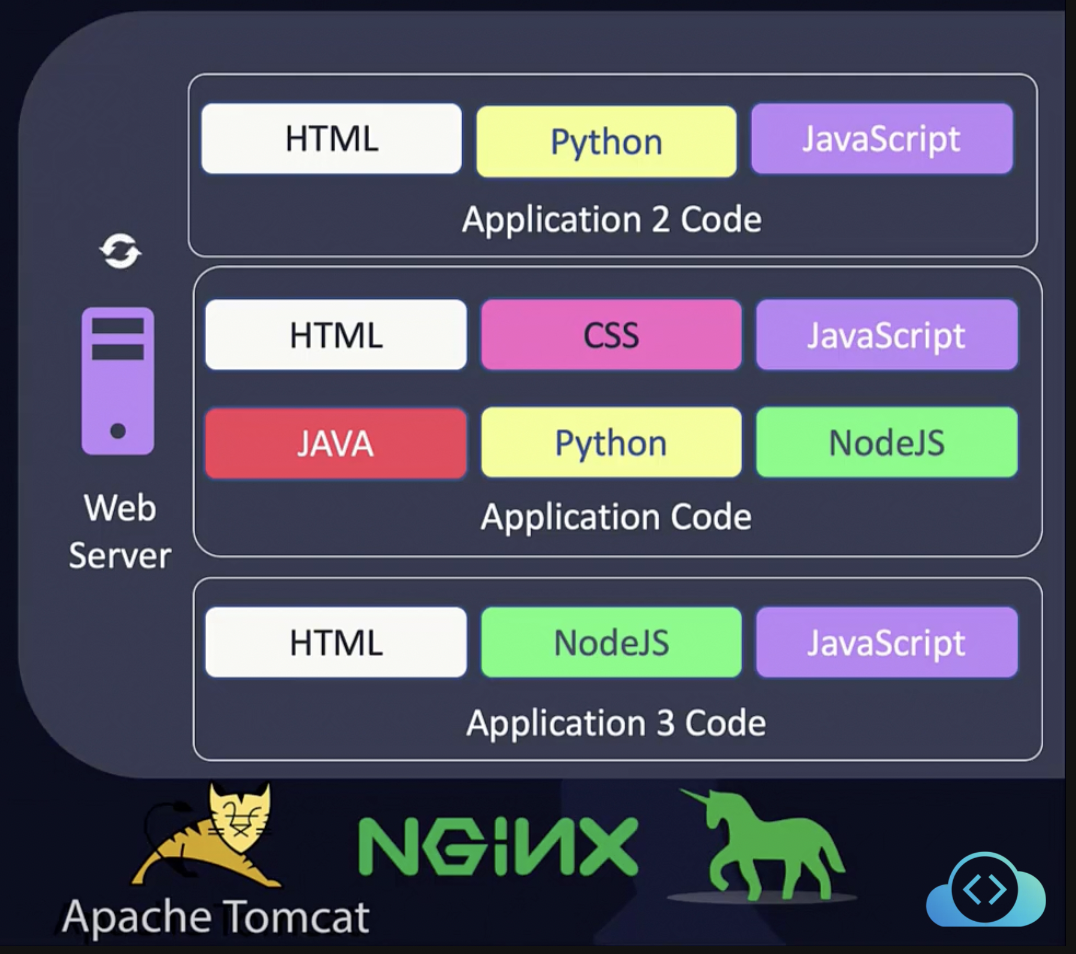 HTML Python JavaScript
Application 2 Code
HTML CSS JavaScript
JAVA Python NodeJS
Application Code
Web
Server
HTML NodeJS JavaScript
Application 3 Code
NGINX
Apache Tomcat